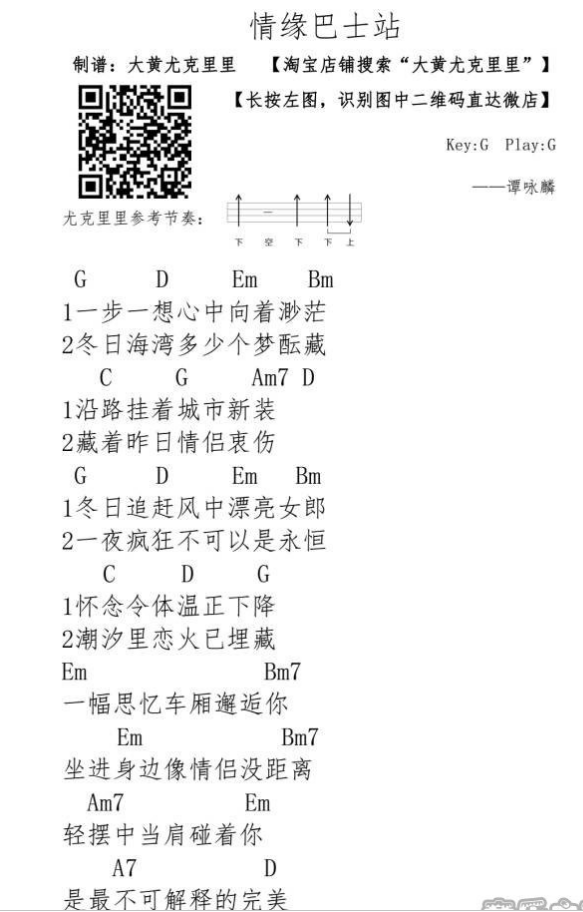 情缘巴士站
制谱：大黄尤克里里 【淘宝店铺搜索“大黄尤克里里”】
【长按左图，识别图中二维码直达微店】
Key:G Play:G
——谭咏麟
尤克里里参考节奏：
下 空 下 下 上
G D Em Bm
1一步一想心中向着渺茫
2冬日海湾多少个梦酝藏
C G Am7 D
1沿路挂着城市新装
2藏着昨日情侣衷伤
G D Em Bm
1冬日追赶风中漂亮女郎
2一夜疯狂不可以是永恒
C D G
1怀念令体温正下降
2潮汐里恋火已埋藏
Em Bm7
一幅思忆车厢邂逅你
Em Bm7
坐进身边像情侣没距离
Am7 Em
轻摆中当肩碰着你
A7 D
是最不可解释的完美